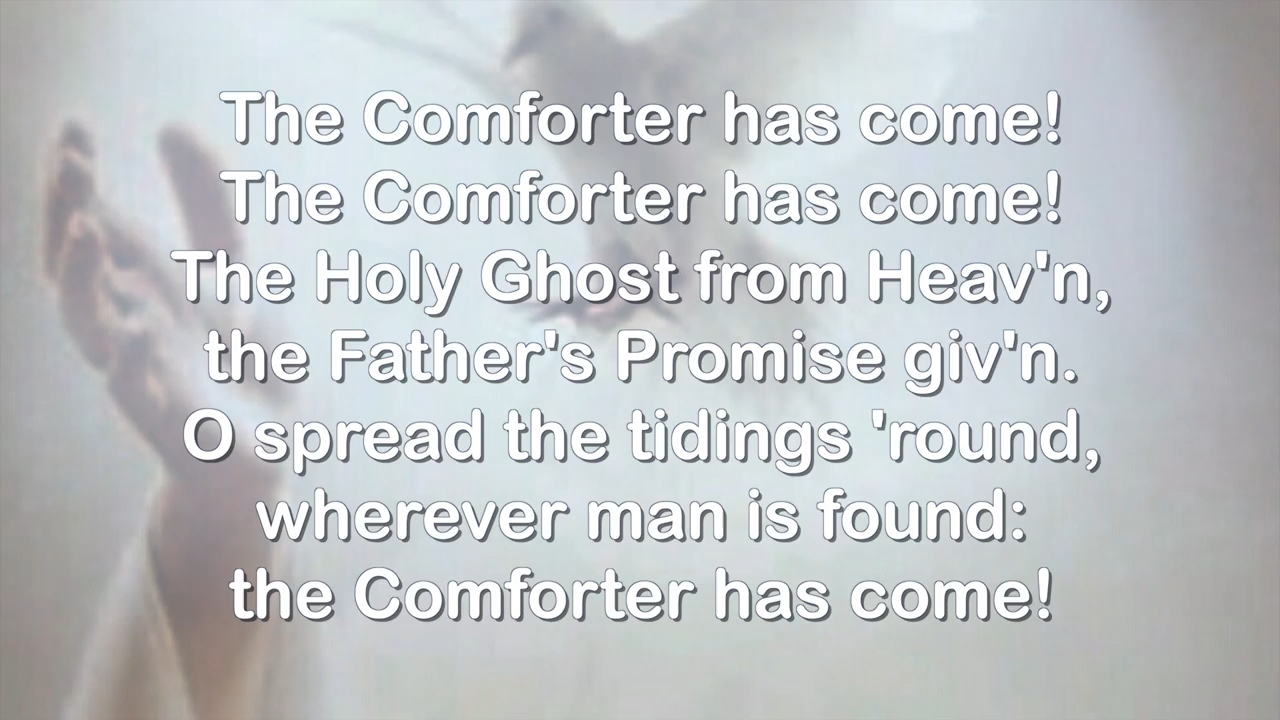 The Comforter has come!
The Comforter has come!
The Holy Ghost from Heav'n,
the Father's Promise giv'n.
O spread the tidings 'round,
wherever man is found:
the Comforter has come!